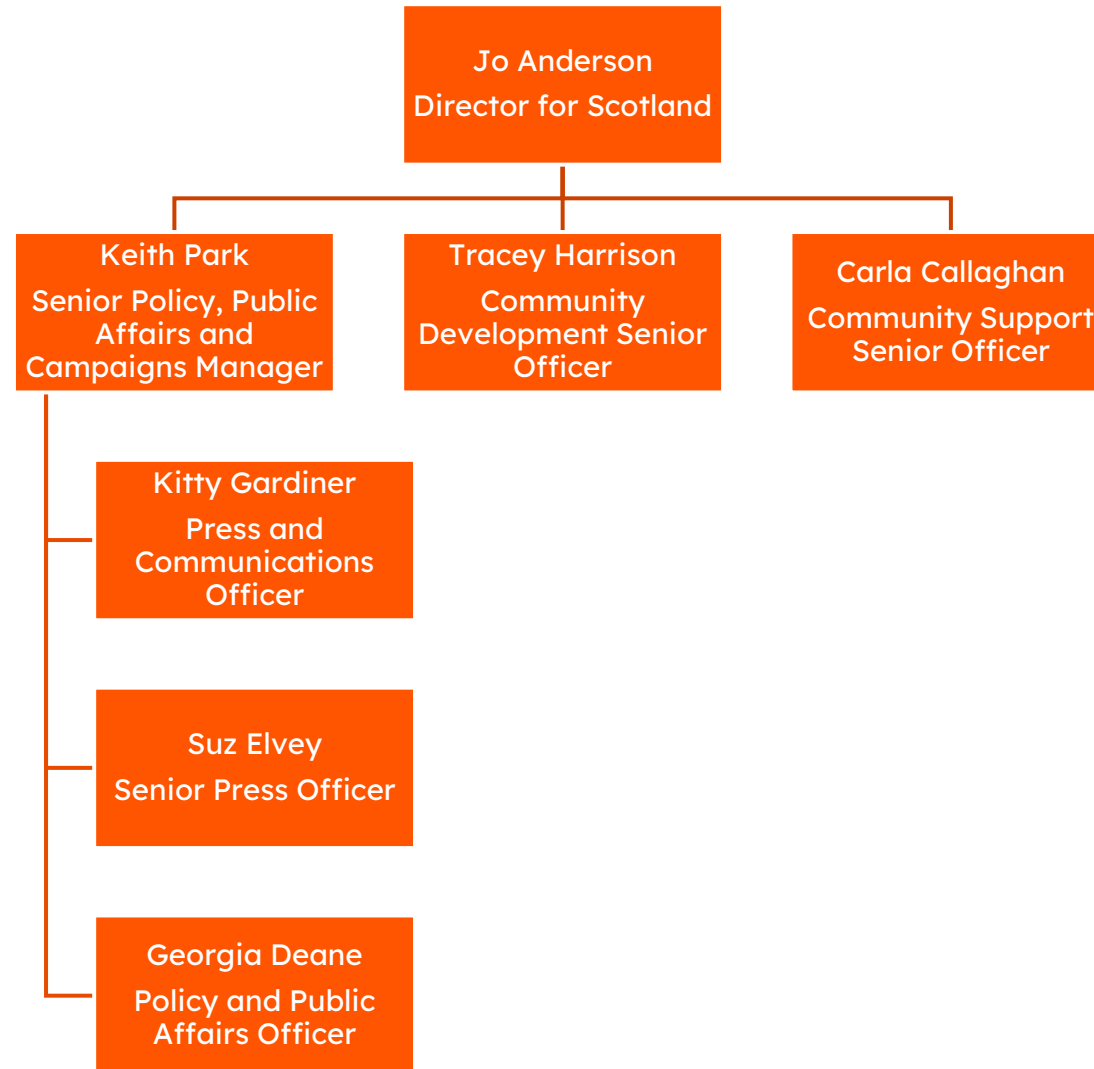 Jo Anderson
Director for Scotland
Keith Park
Senior Policy, Public
Affairs and
Campaigns Manager
Tracey Harrison
Community
Development Senior
Officer
Carla Callaghan
Community Support
Senior Officer
Kitty Gardiner
Press and
Communications
Officer
Suz Elvey
Senior Press Officer
Georgia Deane
Policy and Public
Affairs Officer